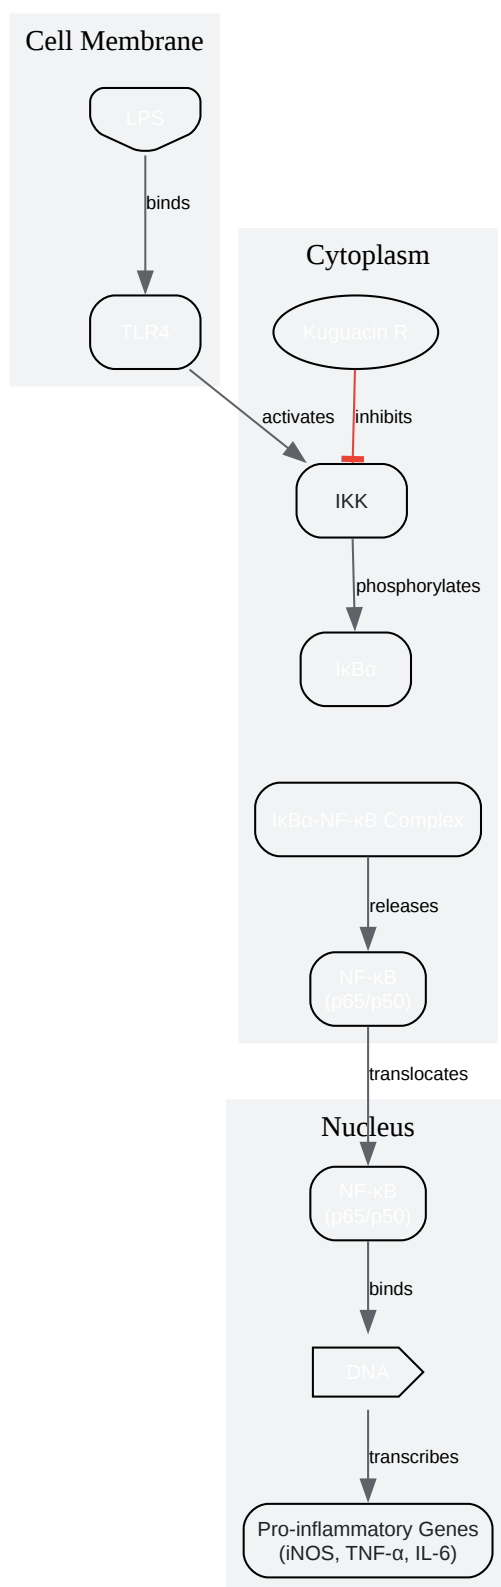 Cell Membrane
LPS
binds
TLR4
Cytoplasm
Kuguacin R
activates
inhibits
IKK
phosphorylates
IκBα
IκBα-NF-κB Complex
releases
NF-κB
(p65/p50)
translocates
Nucleus
NF-κB
(p65/p50)
binds
DNA
transcribes
Pro-inflammatory Genes
(iNOS, TNF-α, IL-6)